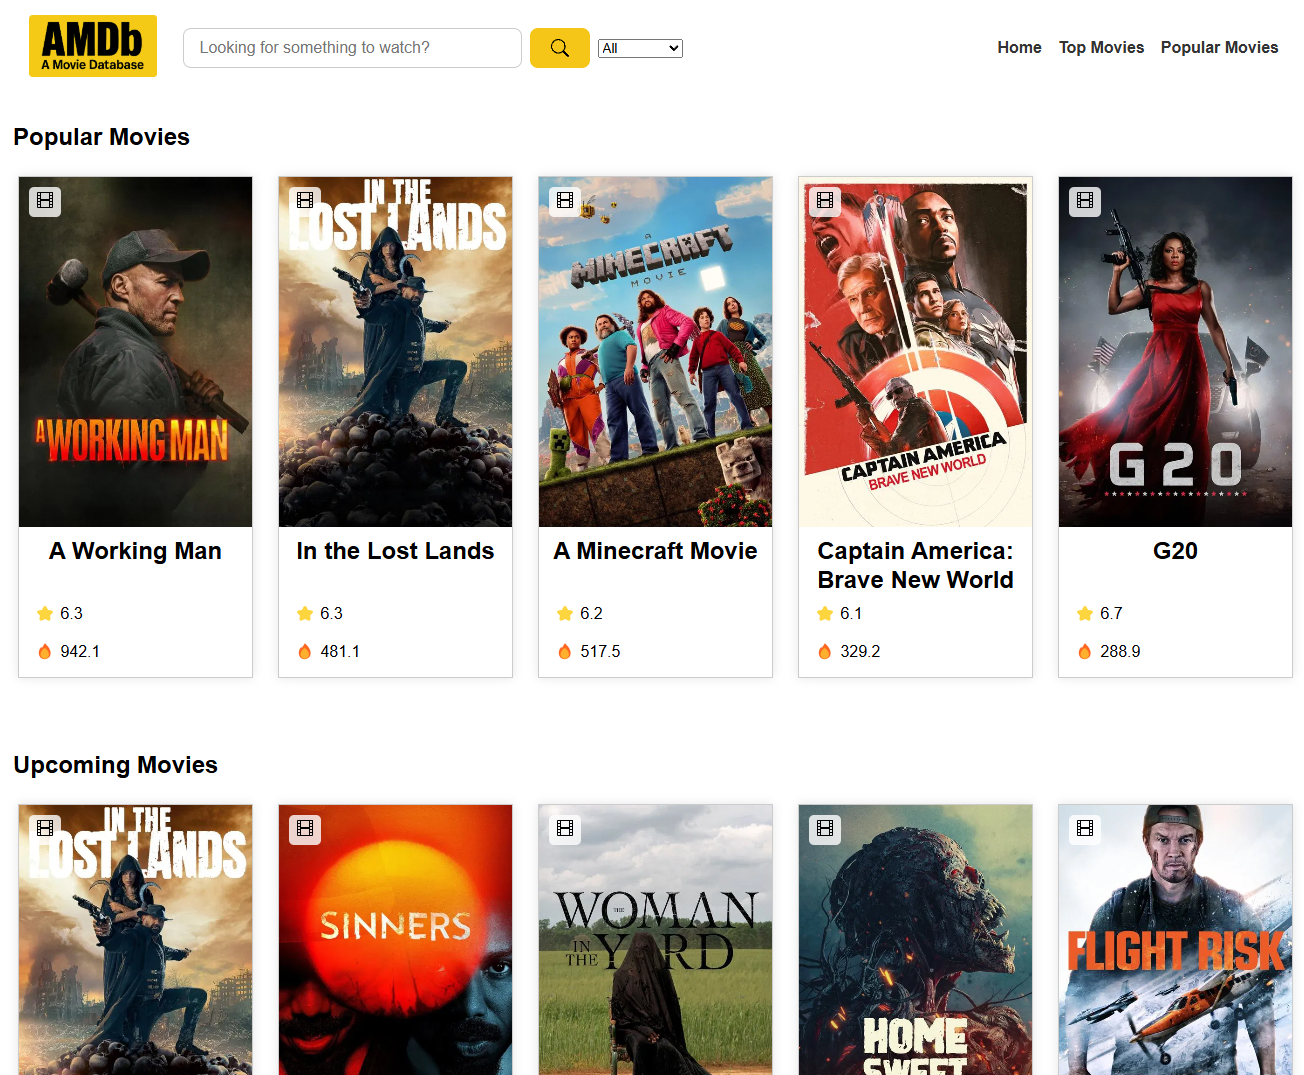 AMDb
A Movie Database
Looking for something to watch?
All
Home Top Movies Popular Movies
Popular Movies
A WORKING MAN
IN THE
LOST LANDS
A
MINECRAFT
MOVIE
CAPTAIN AMERICA
BRAVE NEW WORLD
G20
A Working Man
In the Lost Lands
A Minecraft Movie
Captain America:
Brave New World
G20
6.3
6.3
6.2
6.1
6.7
942.1
481.1
517.5
329.2
288.9
Upcoming Movies
IN THE
LOST LANDS
SINNERS
THE
WOMAN
IN THE YARD
HOME
SWEET
FLIGHT RISK